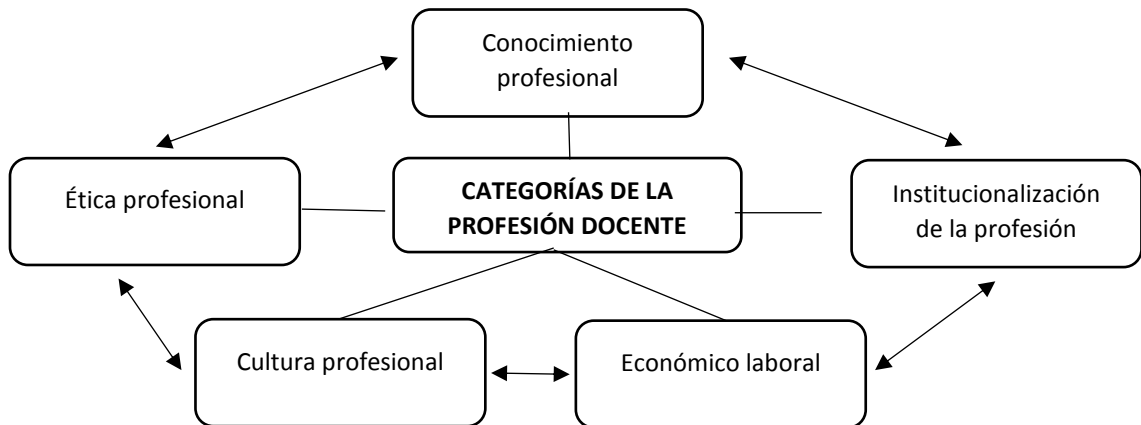 Conocimiento
profesional
Ética profesional
CATEGORÍAS DE LA
PROFESIÓN DOCENTE
Institucionalización
de la profesión
Cultura profesional
Económico laboral